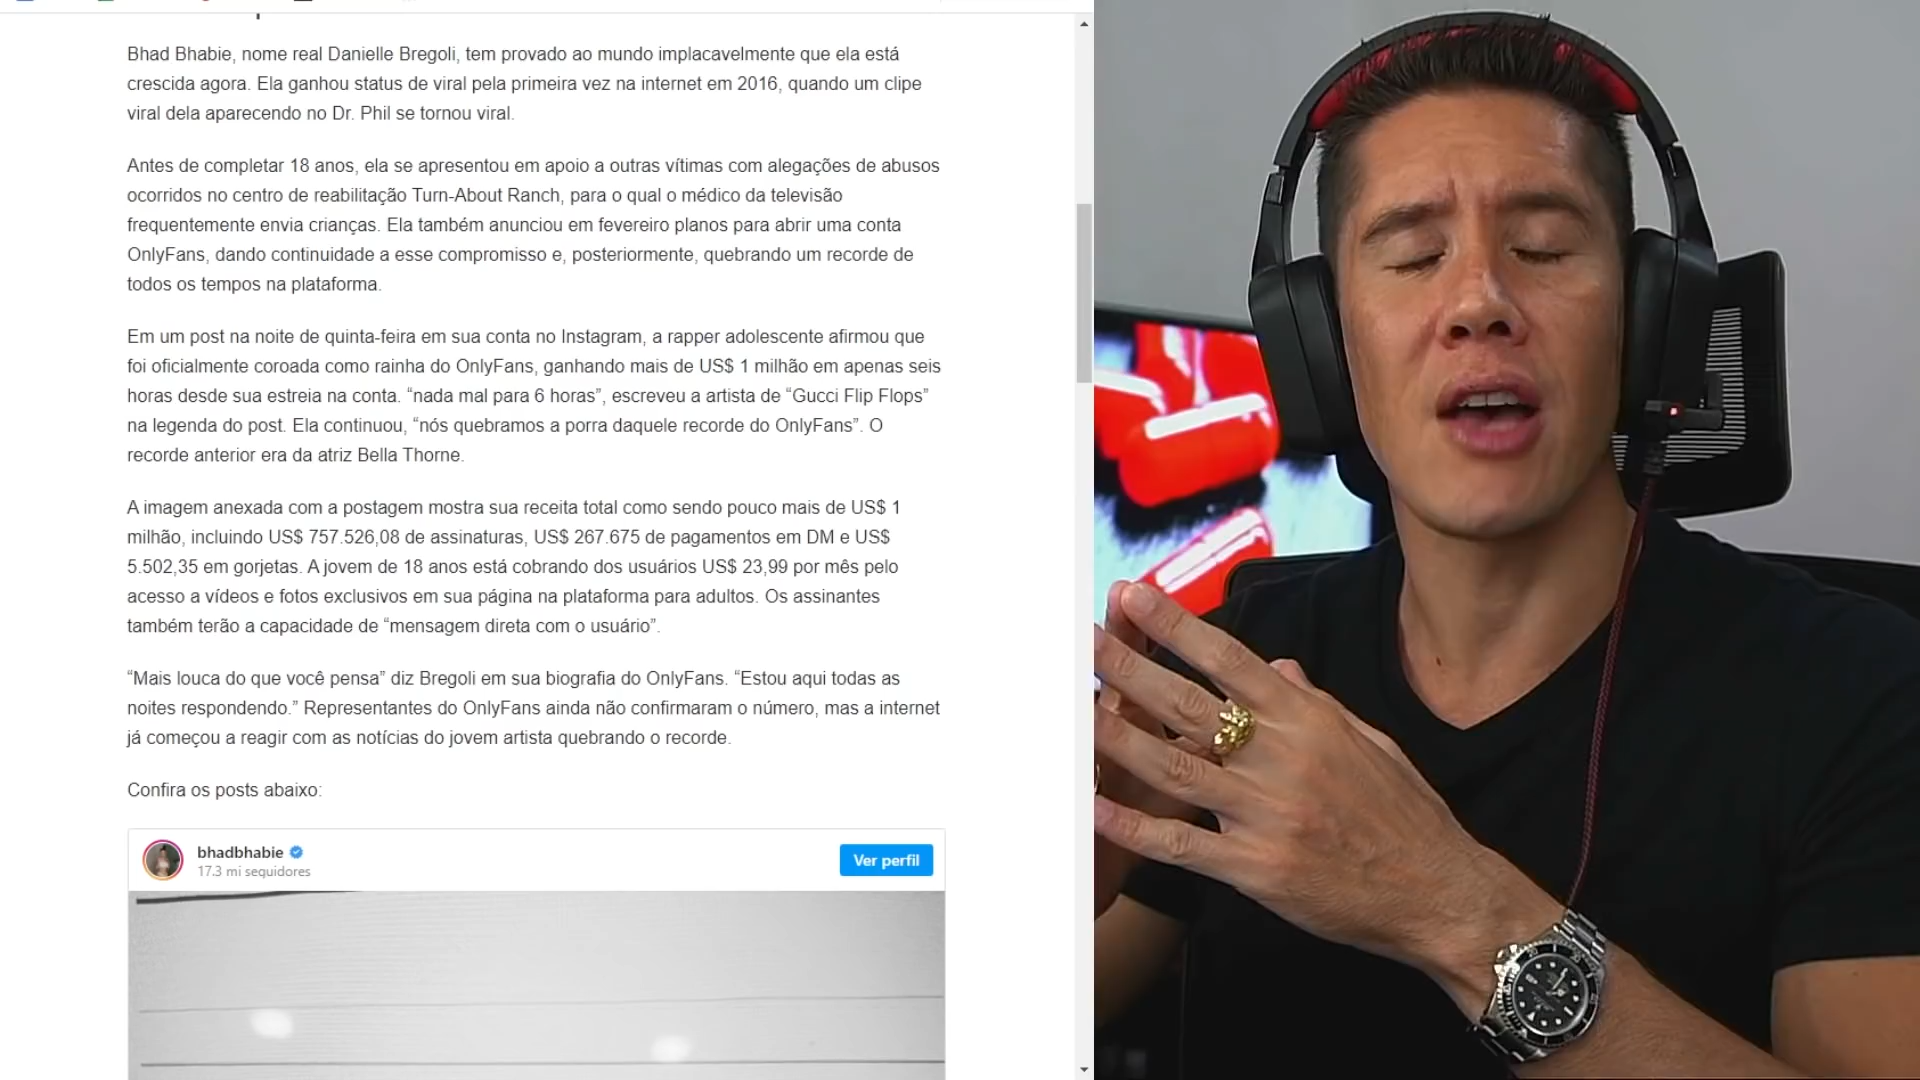 Bhad Bhabie, nome real Danielle Bregoli, tem provado ao mundo implacavelmente que ela está
crescida agora. Ela ganhou status de viral pela primeira vez na internet em 2016, quando um clipe
viral dela aparecendo no Dr. Phil se tornou viral.
Antes de completar 18 anos, ela se apresentou em apoio a outras vítimas com alegações de abusos
ocorridos no centro de reabilitação Turn-About Ranch, para o qual o médico da televisão
frequentemente envia crianças. Ela também anunciou em fevereiro planos para abrir uma conta
OnlyFans, dando continuidade a esse compromisso e, posteriormente, quebrando um recorde de
todos os tempos na plataforma.
Em um post na noite de quinta-feira em sua conta no Instagram, a rapper adolescente afirmou que
foi oficialmente coroada como rainha do OnlyFans, ganhando mais de US$ 1 milhão em apenas seis
horas desde sua estreia na conta. “nada mal para 6 horas”, escreveu a artista de “Gucci Flip Flops”
na legenda do post. Ela continuou, “nós quebramos a porra daquele recorde do OnlyFans”. O
recorde anterior era da atriz Bella Thorne.
A imagem anexada com a postagem mostra sua receita total como sendo pouco mais de US$ 1
milhão, incluindo US$ 757.526,08 de assinaturas, US$ 267.675 de pagamentos em DM e US$
5.502,35 em gorjetas. A jovem de 18 anos está cobrando dos usuários US$ 23,99 por mês pelo
acesso a vídeos e fotos exclusivos em sua página na plataforma para adultos. Os assinantes
também terão a capacidade de “mensagem direta com o usuário”.
“Mais louca do que você pensa” diz Bregoli em sua biografia do OnlyFans. “Estou aqui todas as
noites respondendo.” Representantes do OnlyFans ainda não confirmaram o número, mas a internet
já começou a reagir com as notícias do jovem artista quebrando o recorde.
Confira os posts abaixo:
bhadbhabie
17.3 mi seguidores
Ver perfil